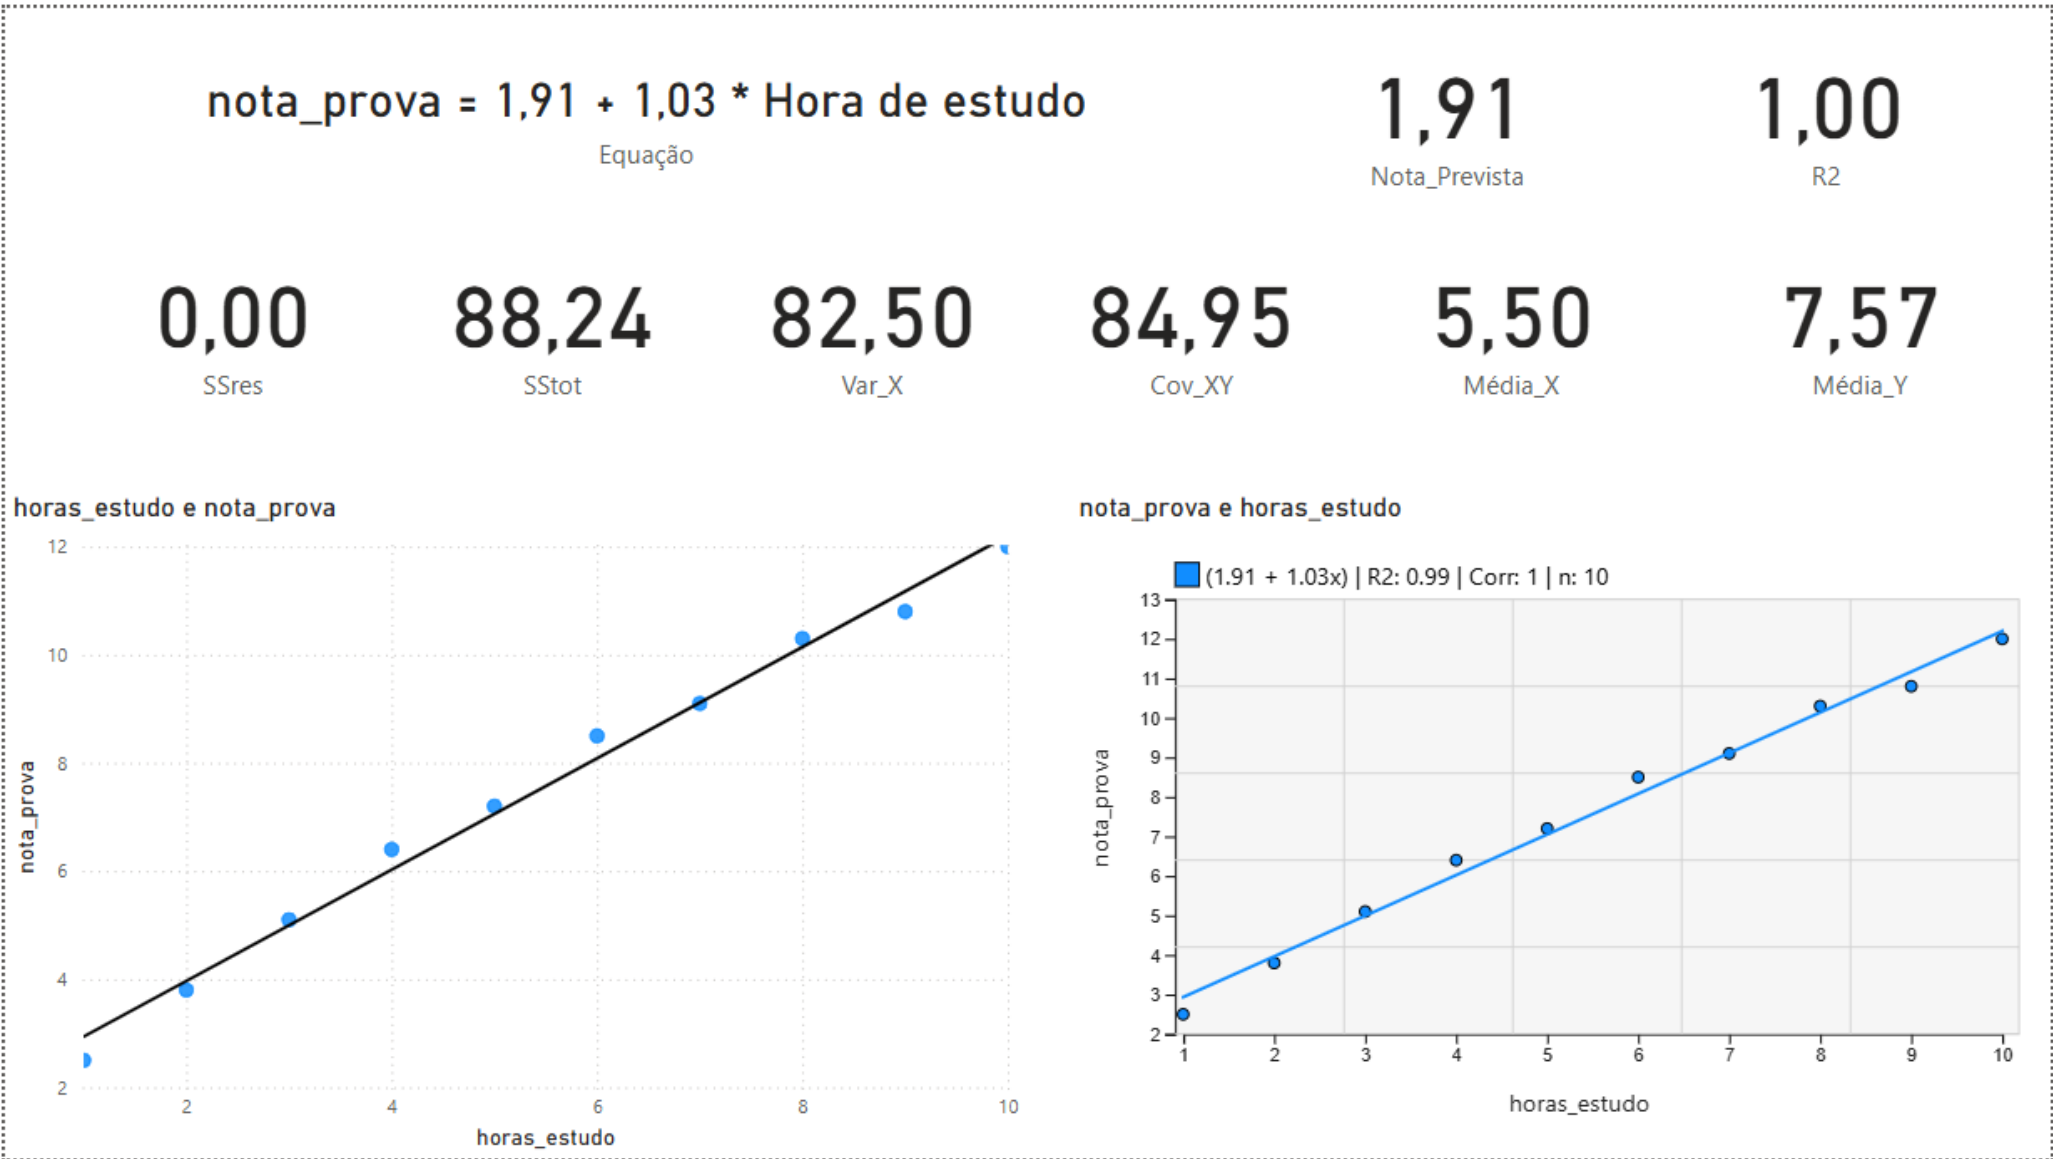 nota_prova = 1,91 + 1,03 * Hora de estudo
Equação
1,91
Nota_Prevista
1,00
R2
0,00
SSres
88,24
SStot
82,50
Var_X
84,95
Cov_XY
5,50
Média_X
7,57
Média_Y
horas_estudo e nota_prova
12
10
8
6
4
2
nota_prova
2 4 6 8 10
horas_estudo
nota_prova e horas_estudo
(1.91 + 1.03x) | R2: 0.99 | Corr: 1 | n: 10
13
12
11
10
9
8
7
6
5
4
3
2
nota_prova
1 2 3 4 5 6 7 8 9 10
horas_estudo